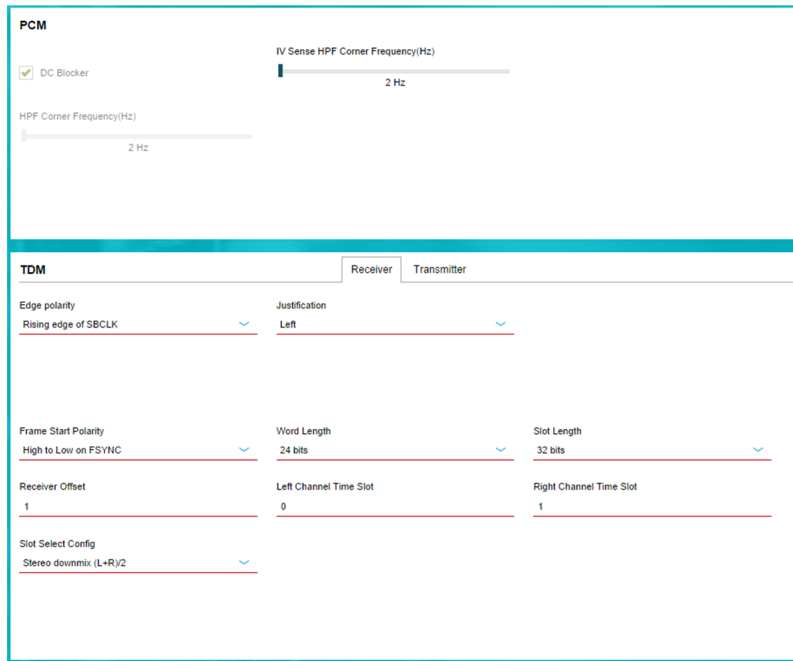 PCM
IV Sense HPF Corner Frequency(Hz)
DC Blocker
2 Hz
HPF Corner Frequency(Hz)
2 Hz
TDM Receiver Transmitter
Edge polarity Justification
Rising edge of SBCLK Left
Frame Start Polarity Word Length Slot Length
High to Low on FSYNC 24 bits 32 bits
Receiver Offset Left Channel Time Slot Right Channel Time Slot
1 0 1
Slot Select Config
Stereo downmix (L+R)/2